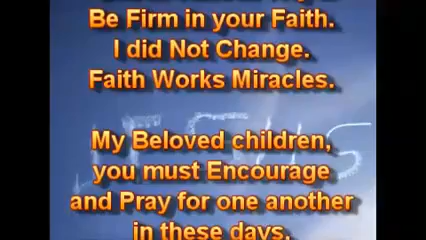 Be Firm in your Faith.
I did Not Change.
Faith Works Miracles.
My Beloved children,
you must Encourage
and Pray for one another
in these days.
JESUS